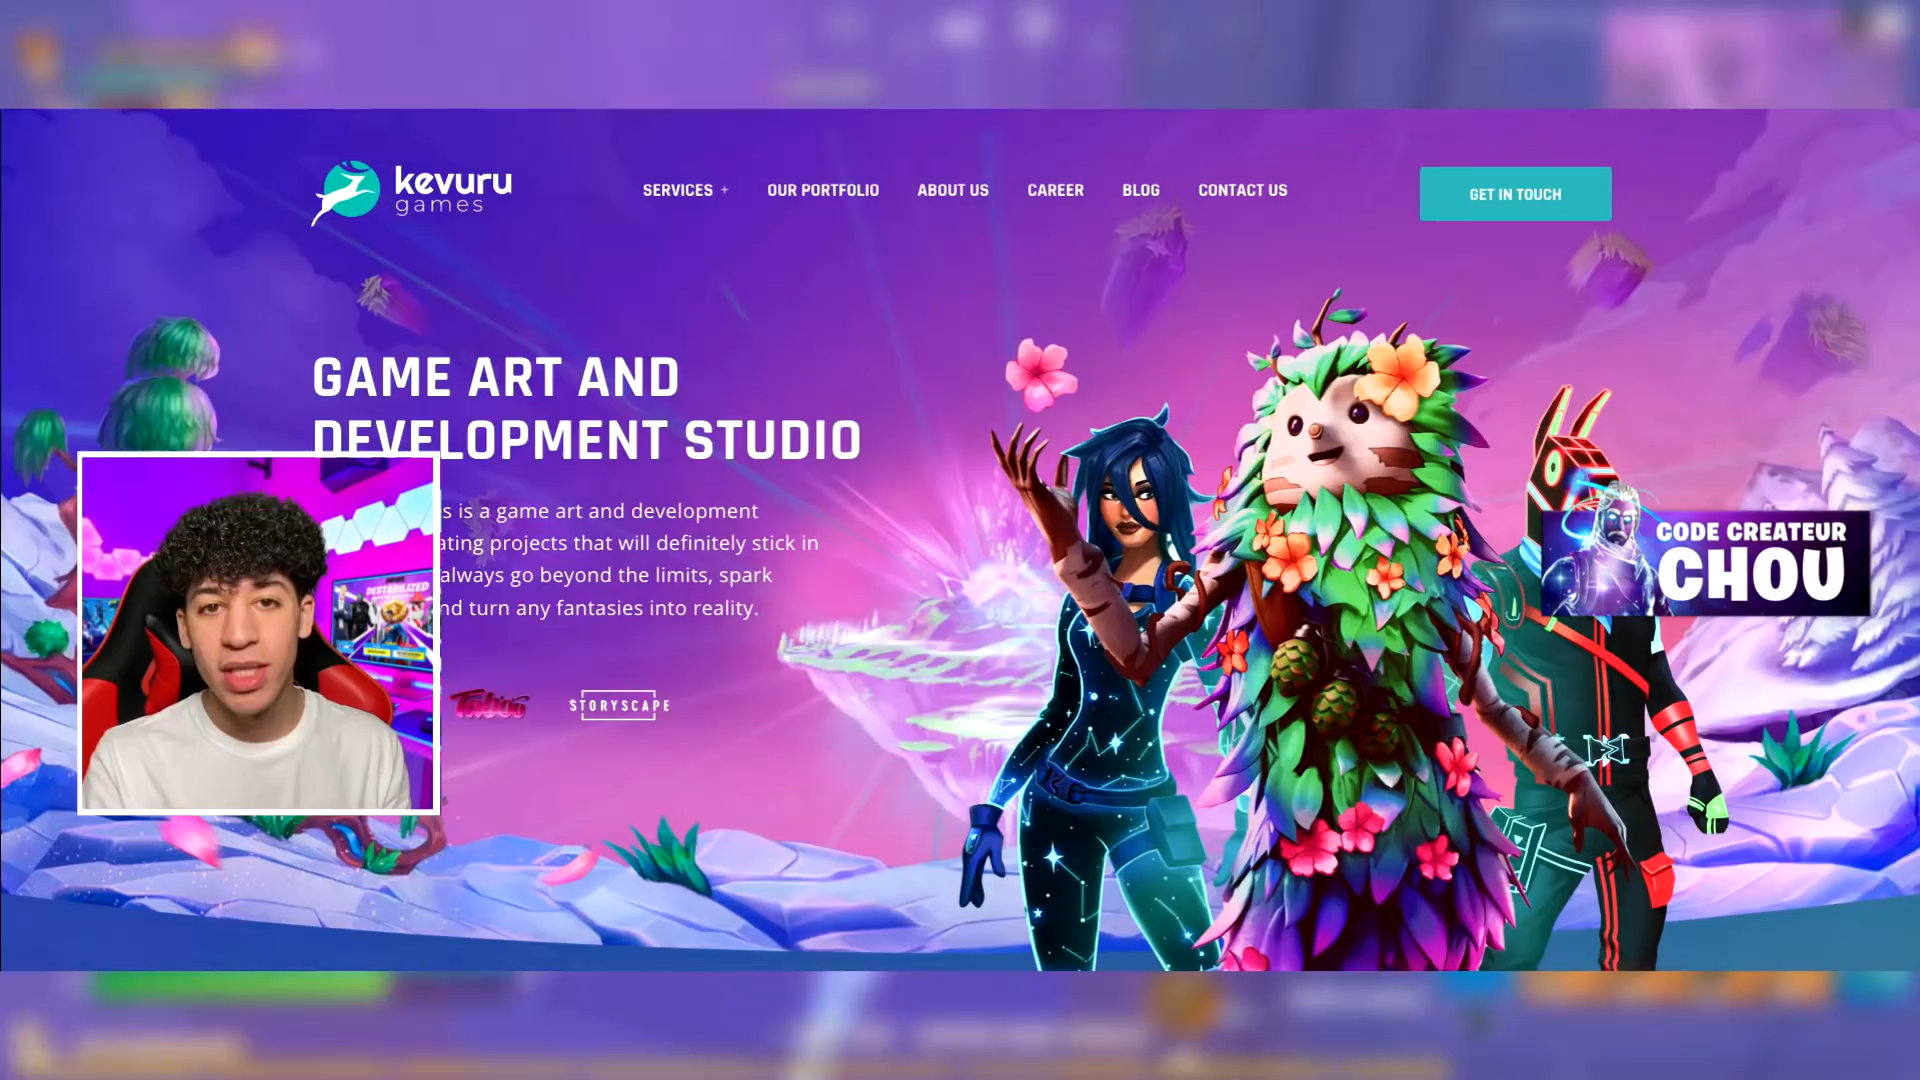 kevuru
games
SERVICES +
OUR PORTFOLIO
ABOUT US
CAREER
BLOG
CONTACT US
GET IN TOUCH
GAME ART AND
DEVELOPMENT STUDIO
s is a game art and development
ating projects that will definitely stick in
always go beyond the limits, spark
nd turn any fantasies into reality.
DESTABILIZED
Taboo
STORYSCAPE
CODE CREATEUR
CHOU